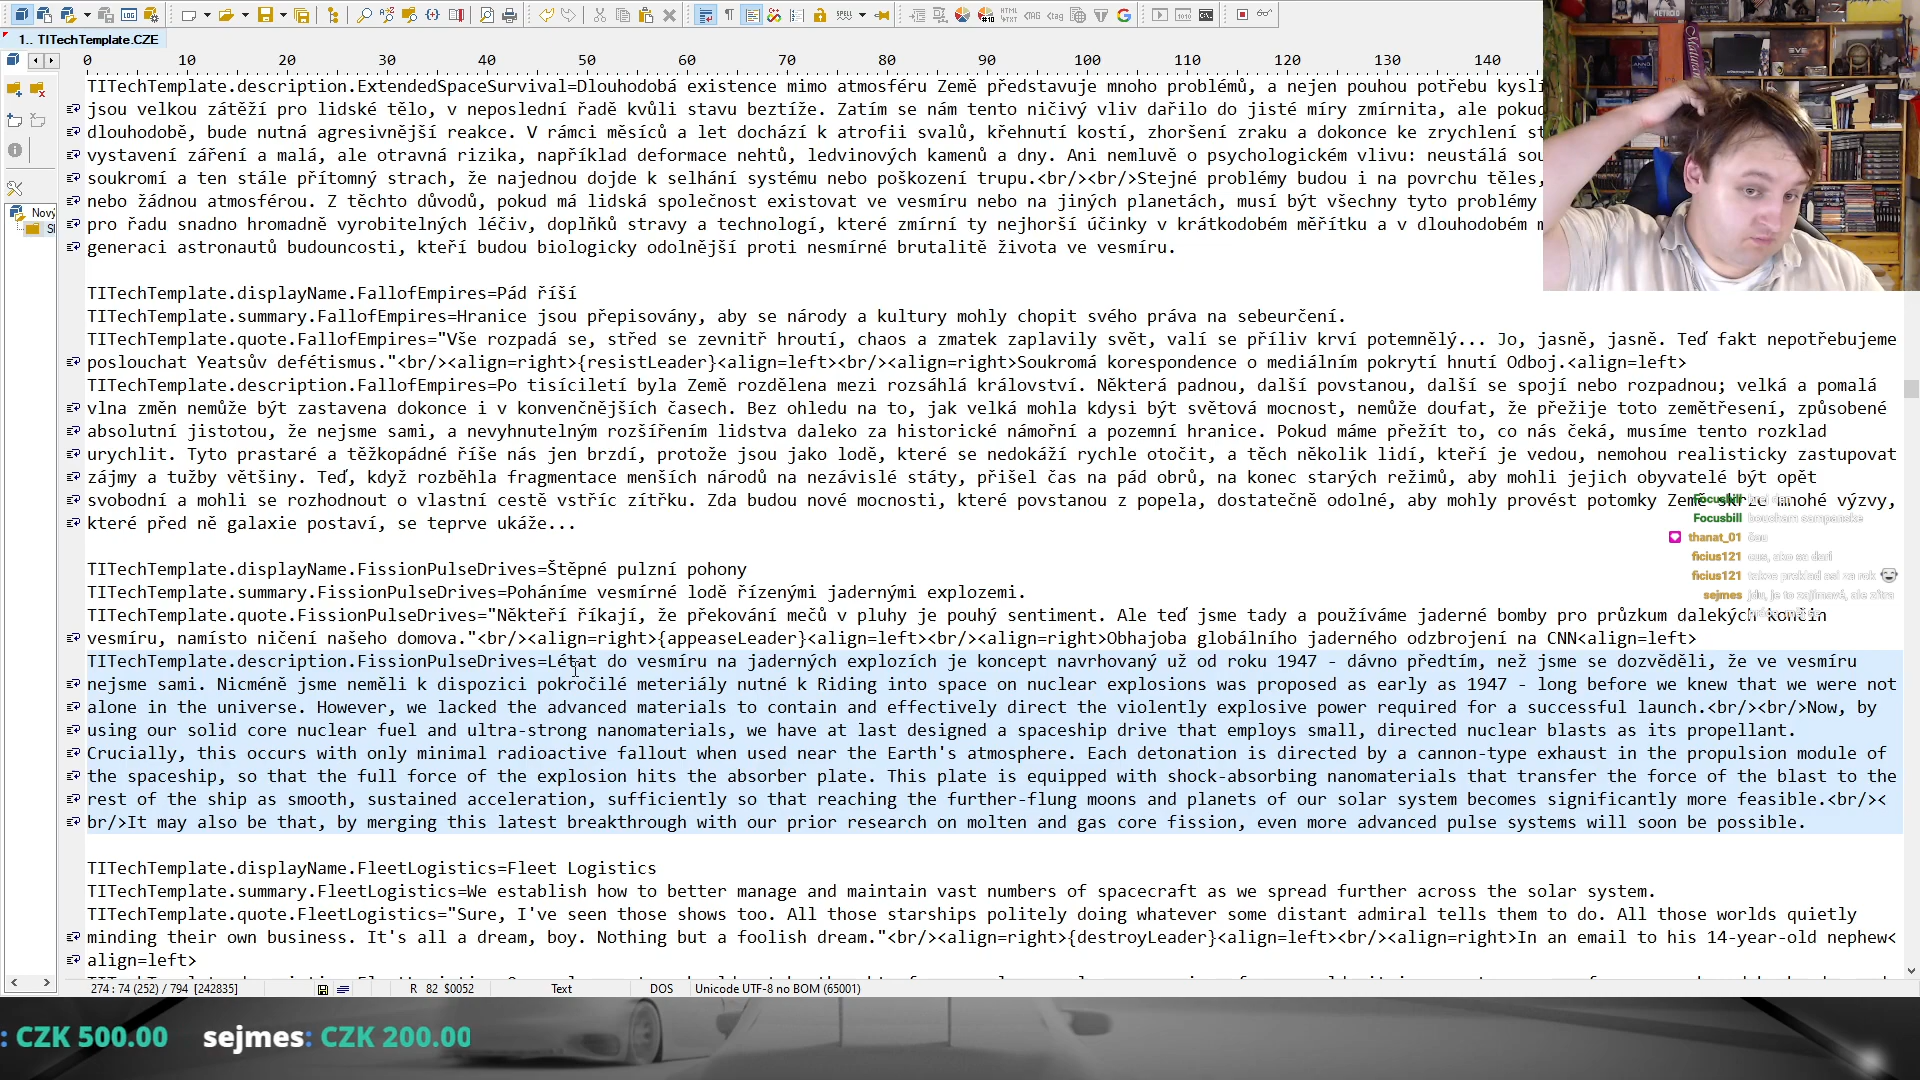 1.. TITechTemplate.CZE
0 10 20 30 40 50 60 70 80 90 100 110 120 130 140
TITechTemplate.description.ExtendedSpaceSurvival=Dlouhodobá existence mimo atmosféru Země představuje mnoho problémů, a nejen pouhou potřebu kyslí
jsou velkou zátěží pro lidské tělo, v neposlední řadě kvůli stavu beztíže. Zatím se nám tento ničivý vliv dařilo do jisté míry zmírnita, ale pokud
dlouhodobě, bude nutná agresivnější reakce. V rámci měsíců a let dochází k atrofii svalů, křehnutí kostí, zhoršení zraku a dokonce ke zrychlení st
vystavení záření a malá, ale otravná rizika, například deformace nehtů, ledvinových kamenů a dny. Ani nemluvě o psychologickém vlivu: neustálá sou
soukromí a ten stále přítomný strach, že najednou dojde k selhání systému nebo poškození trupu.<br/><br/>Stejné problémy budou i na povrchu těles,
nebo žádnou atmosférou. Z těchto důvodů, pokud má lidská společnost existovat ve vesmíru nebo na jiných planetách, musí být všechny tyto problémy
pro řadu snadno hromadně vyrobitelných léčiv, doplňků stravy a technologí, které zmírní ty nejhorší účinky v krátkodobém měřítku a v dlouhodobém m
generaci astronautů budoucnosti, kteří budou biologicky odolnější proti nesmírné brutalitě života ve vesmíru.
TITechTemplate.displayName.FallofEmpires=Pád říší
TITechTemplate.summary.FallofEmpires=Hranice jsou přepisovány, aby se národy a kultury mohly chopit svého práva na sebeurčení.
TITechTemplate.quote.FallofEmpires="Vše rozpadá se, střed se zevnitř hroutí, chaos a zmatek zaplavily svět, valí se příliv krví potemnělý... Jo, jasně, jasně. Teď fakt nepotřebujeme
poslouchat Yeatsův defétismus."<br/><align=right>{resistLeader}<align=left><br/><align=right>Soukromá korespondence o mediálním pokrytí hnutí Odboj.<align=left>
TITechTemplate.description.FallofEmpires=Po tisíciletí byla Země rozdělena mezi rozsáhlá království. Některá padnou, další povstanou, další se spojí nebo rozpadnou; velká a pomalá
vlna změn nemůže být zastavena dokonce i v konvenčnějších časech. Bez ohledu na to, jak velká mohla kdysi být světová mocnost, nemůže doufat, že přežije toto zemětřesení, způsobené
absolutní jistotou, že nejsme sami, a nevyhnutelným rozšířením lidstva daleko za historické námořní a pozemní hranice. Pokud máme přežít to, co nás čeká, musíme tento rozklad
urychlit. Tyto prastaré a těžkopádné říše nás jen brzdí, protože jsou jako lodě, které se nedokáží rychle otočit, a těch několik lidí, kteří je vedou, nemohou realisticky zastupovat
zájmy a tužby většiny. Teď, když rozběhla fragmentace menších národů na nezávislé státy, přišel čas na pád obrů, na konec starých režimů, aby mohli jejich obyvatelé být opět
svobodní a mohli se rozhodnout o vlastní cestě vstříc zítřku. Zda budou nové mocnosti, které povstanou z popela, dostatečně odolné, aby mohly provést potomky Země skrze mnohé výzvy,
které před ně galaxie postaví, se teprve ukáže...
Focusbill
Focusbill boucham sampanske
thanat_01 čau
ficius121 cus, ako sa dari
ficius121 takze preklad asi za rok
sejmes
TITechTemplate.displayName.FissionPulseDrives=Štěpné pulzní pohony
TITechTemplate.summary.FissionPulseDrives=Poháníme vesmírné lodě řízenými jadernými explozemi.
TITechTemplate.quote.FissionPulseDrives="Někteří říkají, že překování mečů v pluhy je pouhý sentiment. Ale teď jsme tady a používáme jaderné bomby pro průzkum dalekých končin
vesmíru, namísto ničení našeho domova."<br/><align=right>{appeaseLeader}<align=left><br/><align=right>Obhajoba globálního jaderného odzbrojení na CNN<align=left>
TITechTemplate.description.FissionPulseDrives=Létat do vesmíru na jaderných explozích je koncept navrhovaný už od roku 1947 - dávno předtím, než jsme se dozvěděli, že ve vesmíru
nejsme sami. Nicméně jsme neměli k dispozici pokročilé meteriály nutné k Riding into space on nuclear explosions was proposed as early as 1947 - long before we knew that we were not
alone in the universe. However, we lacked the advanced materials to contain and effectively direct the violently explosive power required for a successful launch.<br/><br/>Now, by
using our solid core nuclear fuel and ultra-strong nanomaterials, we have at last designed a spaceship drive that employs small, directed nuclear blasts as its propellant.
Crucially, this occurs with only minimal radioactive fallout when used near the Earth's atmosphere. Each detonation is directed by a cannon-type exhaust in the propulsion module of
the spaceship, so that the full force of the explosion hits the absorber plate. This plate is equipped with shock-absorbing nanomaterials that transfer the force of the blast to the
rest of the ship as smooth, sustained acceleration, sufficiently so that reaching the further-flung moons and planets of our solar system becomes significantly more feasible.<br/><
br/>It may also be that, by merging this latest breakthrough with our prior research on molten and gas core fission, even more advanced pulse systems will soon be possible.
TITechTemplate.displayName.FleetLogistics=Fleet Logistics
TITechTemplate.summary.FleetLogistics=We establish how to better manage and maintain vast numbers of spacecraft as we spread further across the solar system.
TITechTemplate.quote.FleetLogistics="Sure, I've seen those shows too. All those starships politely doing whatever some distant admiral tells them to do. All those worlds quietly
minding their own business. It's all a dream, boy. Nothing but a foolish dream."<br/><align=right>{destroyLeader}<align=left><br/><align=right>In an email to his 14-year-old nephew<
align=left>
274 : 74 (252) / 794 [242835] R 82 $0052 Text DOS Unicode UTF-8 no BOM (65001)
: CZK 500.00 sejmes: CZK 200.00